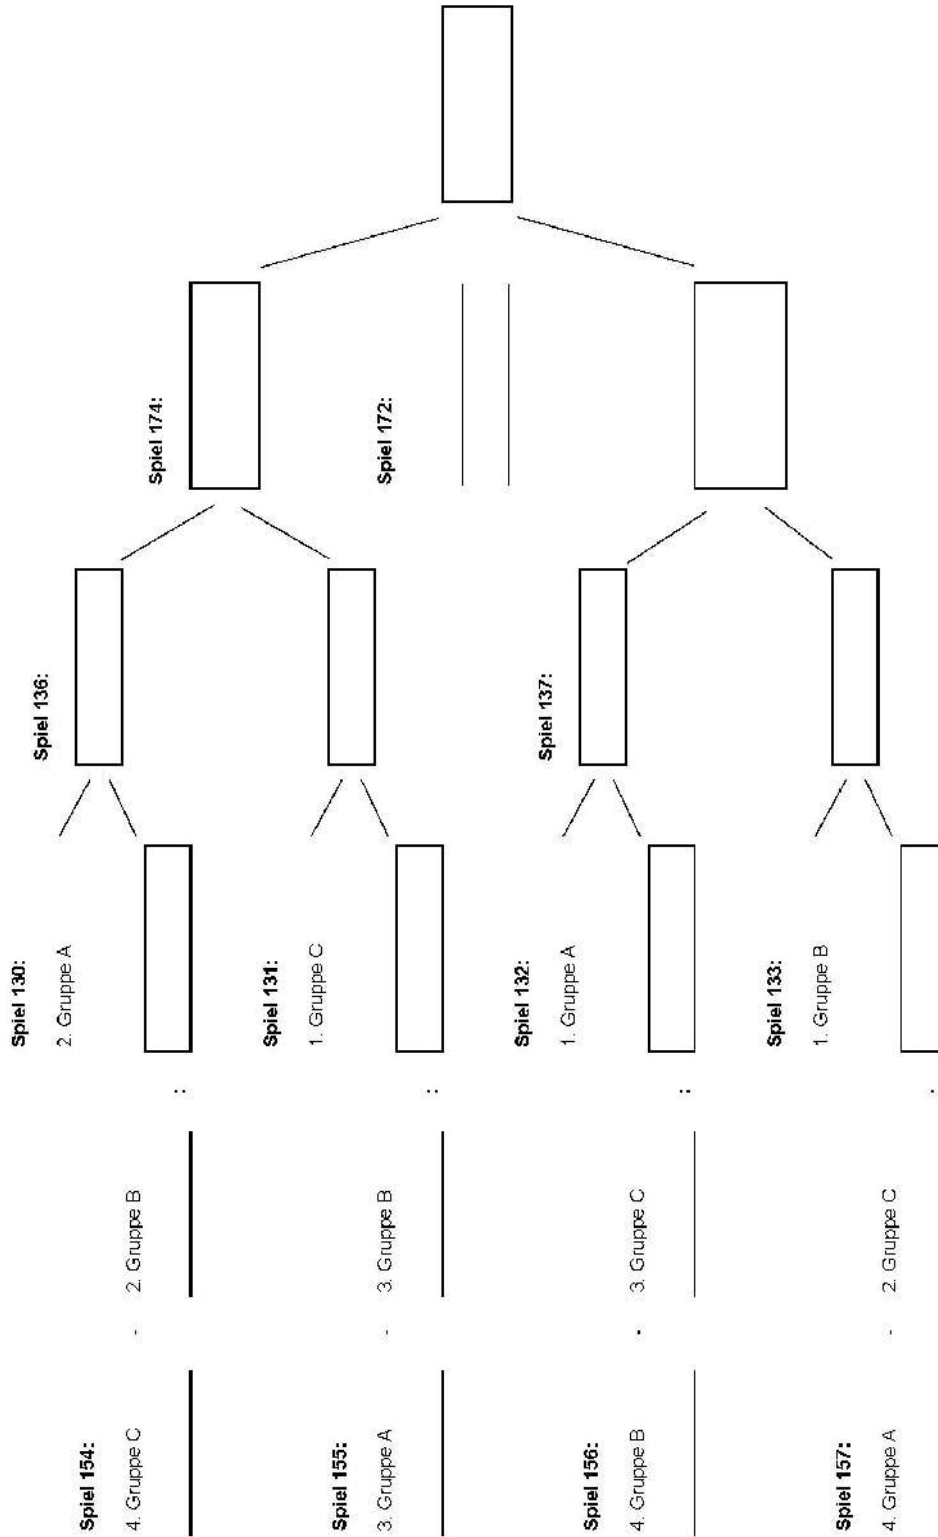 Spiel 130:
Spiel 136:
2. Gruppe A
Spiel 154:
4. Gruppe C - 2. Gruppe B
Spiel 174:
:
Spiel 131:
1. Gruppe C
Spiel 155:
3. Gruppe A - 3. Gruppe B
Spiel 172:
:
Spiel 132:
Spiel 137:
1. Gruppe A
Spiel 156:
4. Gruppe B - 3. Gruppe C
:
Spiel 133:
1. Gruppe B
Spiel 157:
4. Gruppe A - 2. Gruppe C